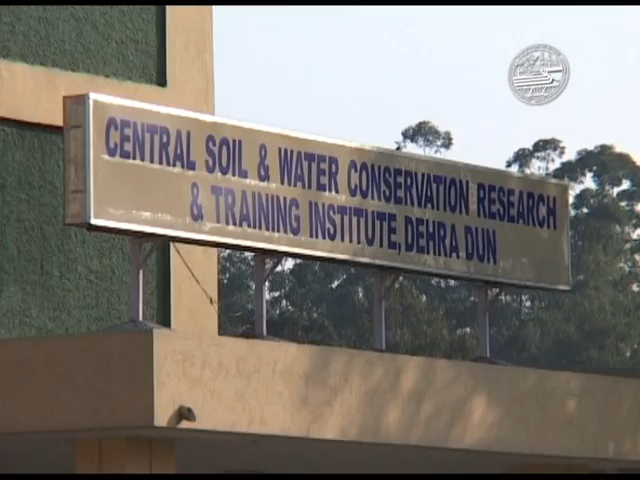 CENTRAL SOIL & WATER CONSERVATION RESEARCH
& TRAINING INSTITUTE, DEHRA DUN